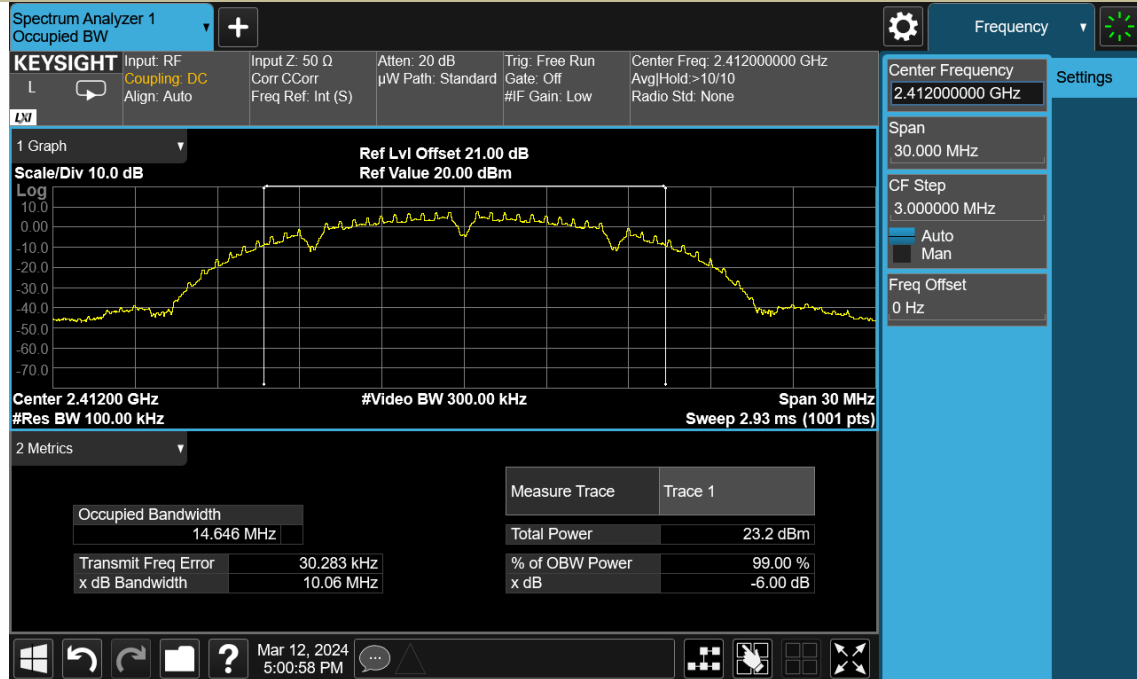 Spectrum Analyzer 1
Occupied BW
+
Frequency
KEYSIGHT
L
LXI
Input: RF
Coupling: DC
Align: Auto
Input Z: 50 Ω
Corr CCorr
Freq Ref: Int (S)
Atten: 20 dB
µW Path: Standard
Trig: Free Run
Gate: Off
#IF Gain: Low
Center Freq: 2.412000000 GHz
Avg|Hold:>10/10
Radio Std: None
Center Frequency
2.412000000 GHz
Settings
Span
30.000 MHz
CF Step
3.000000 MHz
Auto
Man
Freq Offset
0 Hz
1 Graph
Scale/Div 10.0 dB
Ref Lvl Offset 21.00 dB
Ref Value 20.00 dBm
Log
10.0
0.00
-10.0
-20.0
-30.0
-40.0
-50.0
-60.0
-70.0
Center 2.41200 GHz
#Video BW 300.00 kHz
Span 30 MHz
#Res BW 100.00 kHz
Sweep 2.93 ms (1001 pts)
2 Metrics
Measure Trace Trace 1
Occupied Bandwidth
14.646 MHz
Total Power 23.2 dBm
Transmit Freq Error 30.283 kHz
% of OBW Power 99.00 %
x dB Bandwidth 10.06 MHz
x dB -6.00 dB
?
Mar 12, 2024
5:00:58 PM